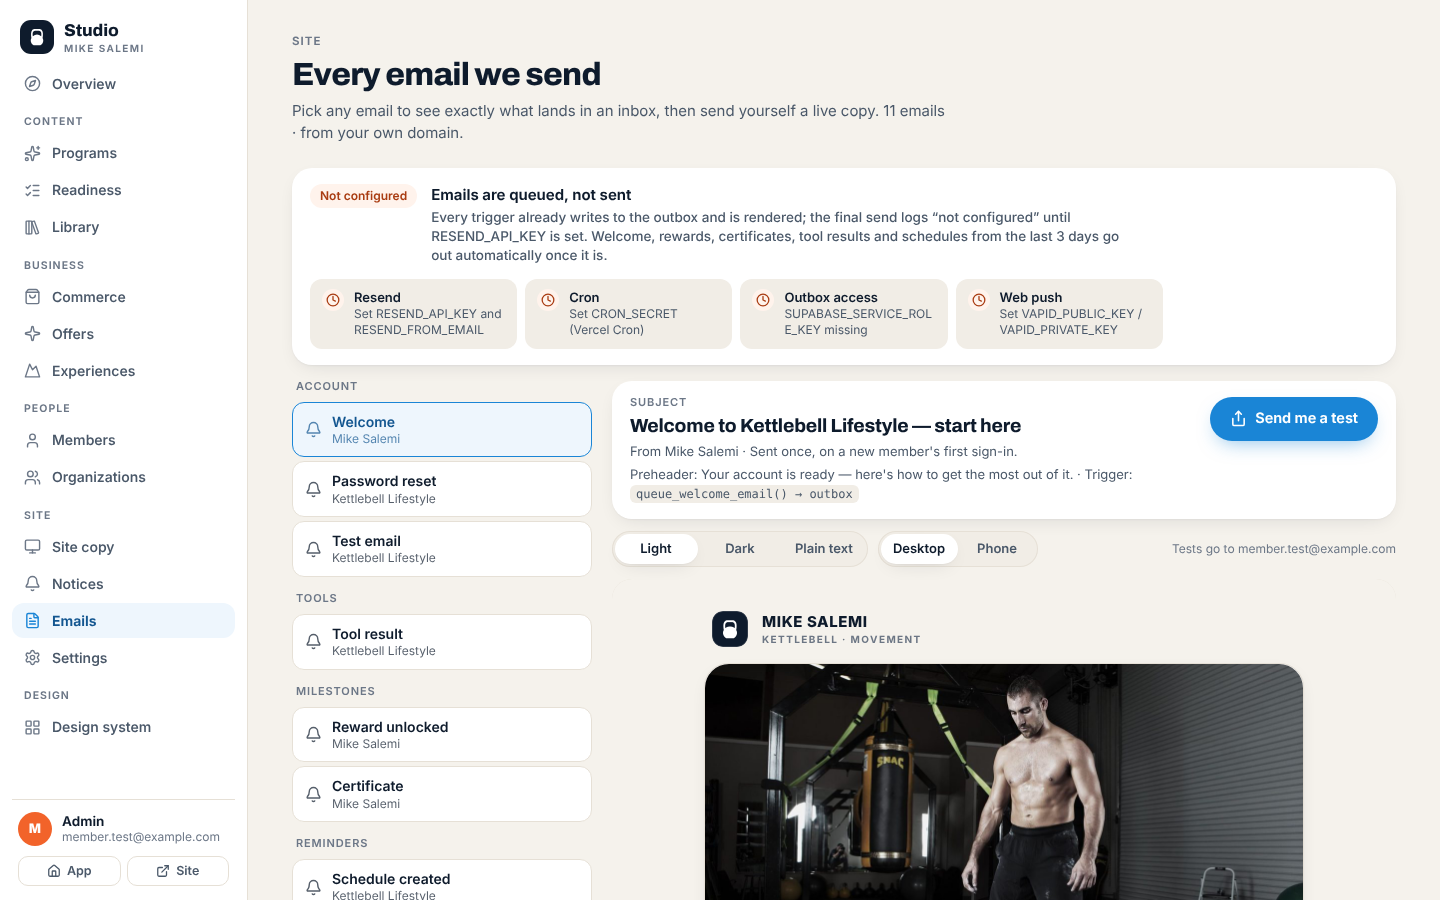 Studio
MIKE SALEMI
Overview
CONTENT
Programs
Readiness
Library
BUSINESS
Commerce
Offers
Experiences
PEOPLE
Members
Organizations
SITE
Site copy
Notices
Emails
Settings
DESIGN
Design system
M
Admin
member.test@example.com
App
Site
SITE
Every email we send
Pick any email to see exactly what lands in an inbox, then send yourself a live copy. 11 emails
· from your own domain.
Not configured
Emails are queued, not sent
Every trigger already writes to the outbox and is rendered; the final send logs “not configured” until
RESEND_API_KEY is set. Welcome, rewards, certificates, tool results and schedules from the last 3 days go
out automatically once it is.
Resend
Set RESEND_API_KEY and
RESEND_FROM_EMAIL
Cron
Set CRON_SECRET
(Vercel Cron)
Outbox access
SUPABASE_SERVICE_ROL
E_KEY missing
Web push
Set VAPID_PUBLIC_KEY /
VAPID_PRIVATE_KEY
ACCOUNT
Welcome
Mike Salemi
Password reset
Kettlebell Lifestyle
Test email
Kettlebell Lifestyle
TOOLS
Tool result
Kettlebell Lifestyle
MILESTONES
Reward unlocked
Mike Salemi
Certificate
Mike Salemi
REMINDERS
Schedule created
Kettlebell Lifestyle
SUBJECT
Welcome to Kettlebell Lifestyle — start here
From Mike Salemi · Sent once, on a new member's first sign-in.
Preheader: Your account is ready — here's how to get the most out of it. · Trigger:
queue_welcome_email() → outbox
Send me a test
Light
Dark
Plain text
Desktop
Phone
Tests go to member.test@example.com
MIKE SALEMI
KETTLEBELL · MOVEMENT
SNAC